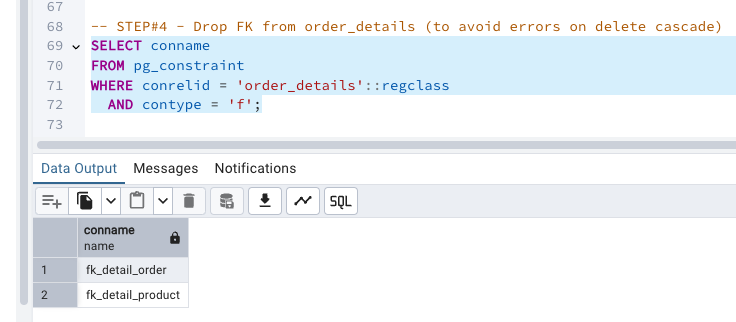 67
68 -- STEP#4 - Drop FK from order_details (to avoid errors on delete cascade)
69 SELECT conname
70 FROM pg_constraint
71 WHERE conrelid = 'order_details'::regclass
72 AND contype = 'f';
73
Data Output Messages Notifications
SQL
conname
name
1 fk_detail_order
2 fk_detail_product